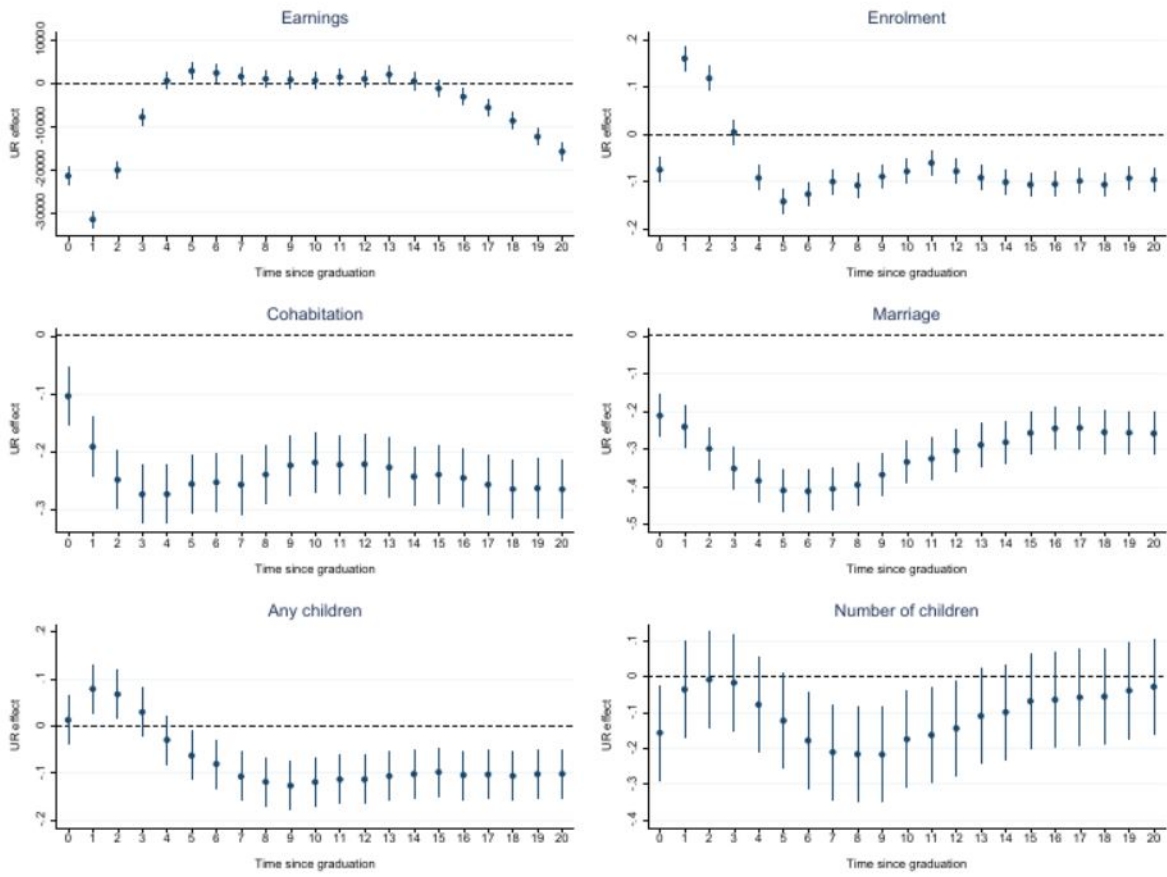 Earnings
UR effect
10000
0
-10000
-20000
-30000
0 1 2 3 4 5 6 7 8 9 10 11 12 13 14 15 16 17 18 19 20
Time since graduation
Enrolment
UR effect
.2
.1
0
-.1
-.2
0 1 2 3 4 5 6 7 8 9 10 11 12 13 14 15 16 17 18 19 20
Time since graduation
Cohabitation
UR effect
0
-.1
-.2
-.3
0 1 2 3 4 5 6 7 8 9 10 11 12 13 14 15 16 17 18 19 20
Time since graduation
Marriage
UR effect
0
-.1
-.2
-.3
-.4
-.5
0 1 2 3 4 5 6 7 8 9 10 11 12 13 14 15 16 17 18 19 20
Time since graduation
Any children
UR effect
.2
.1
0
-.1
-.2
0 1 2 3 4 5 6 7 8 9 10 11 12 13 14 15 16 17 18 19 20
Time since graduation
Number of children
UR effect
.1
0
-.1
-.2
-.3
-.4
0 1 2 3 4 5 6 7 8 9 10 11 12 13 14 15 16 17 18 19 20
Time since graduation